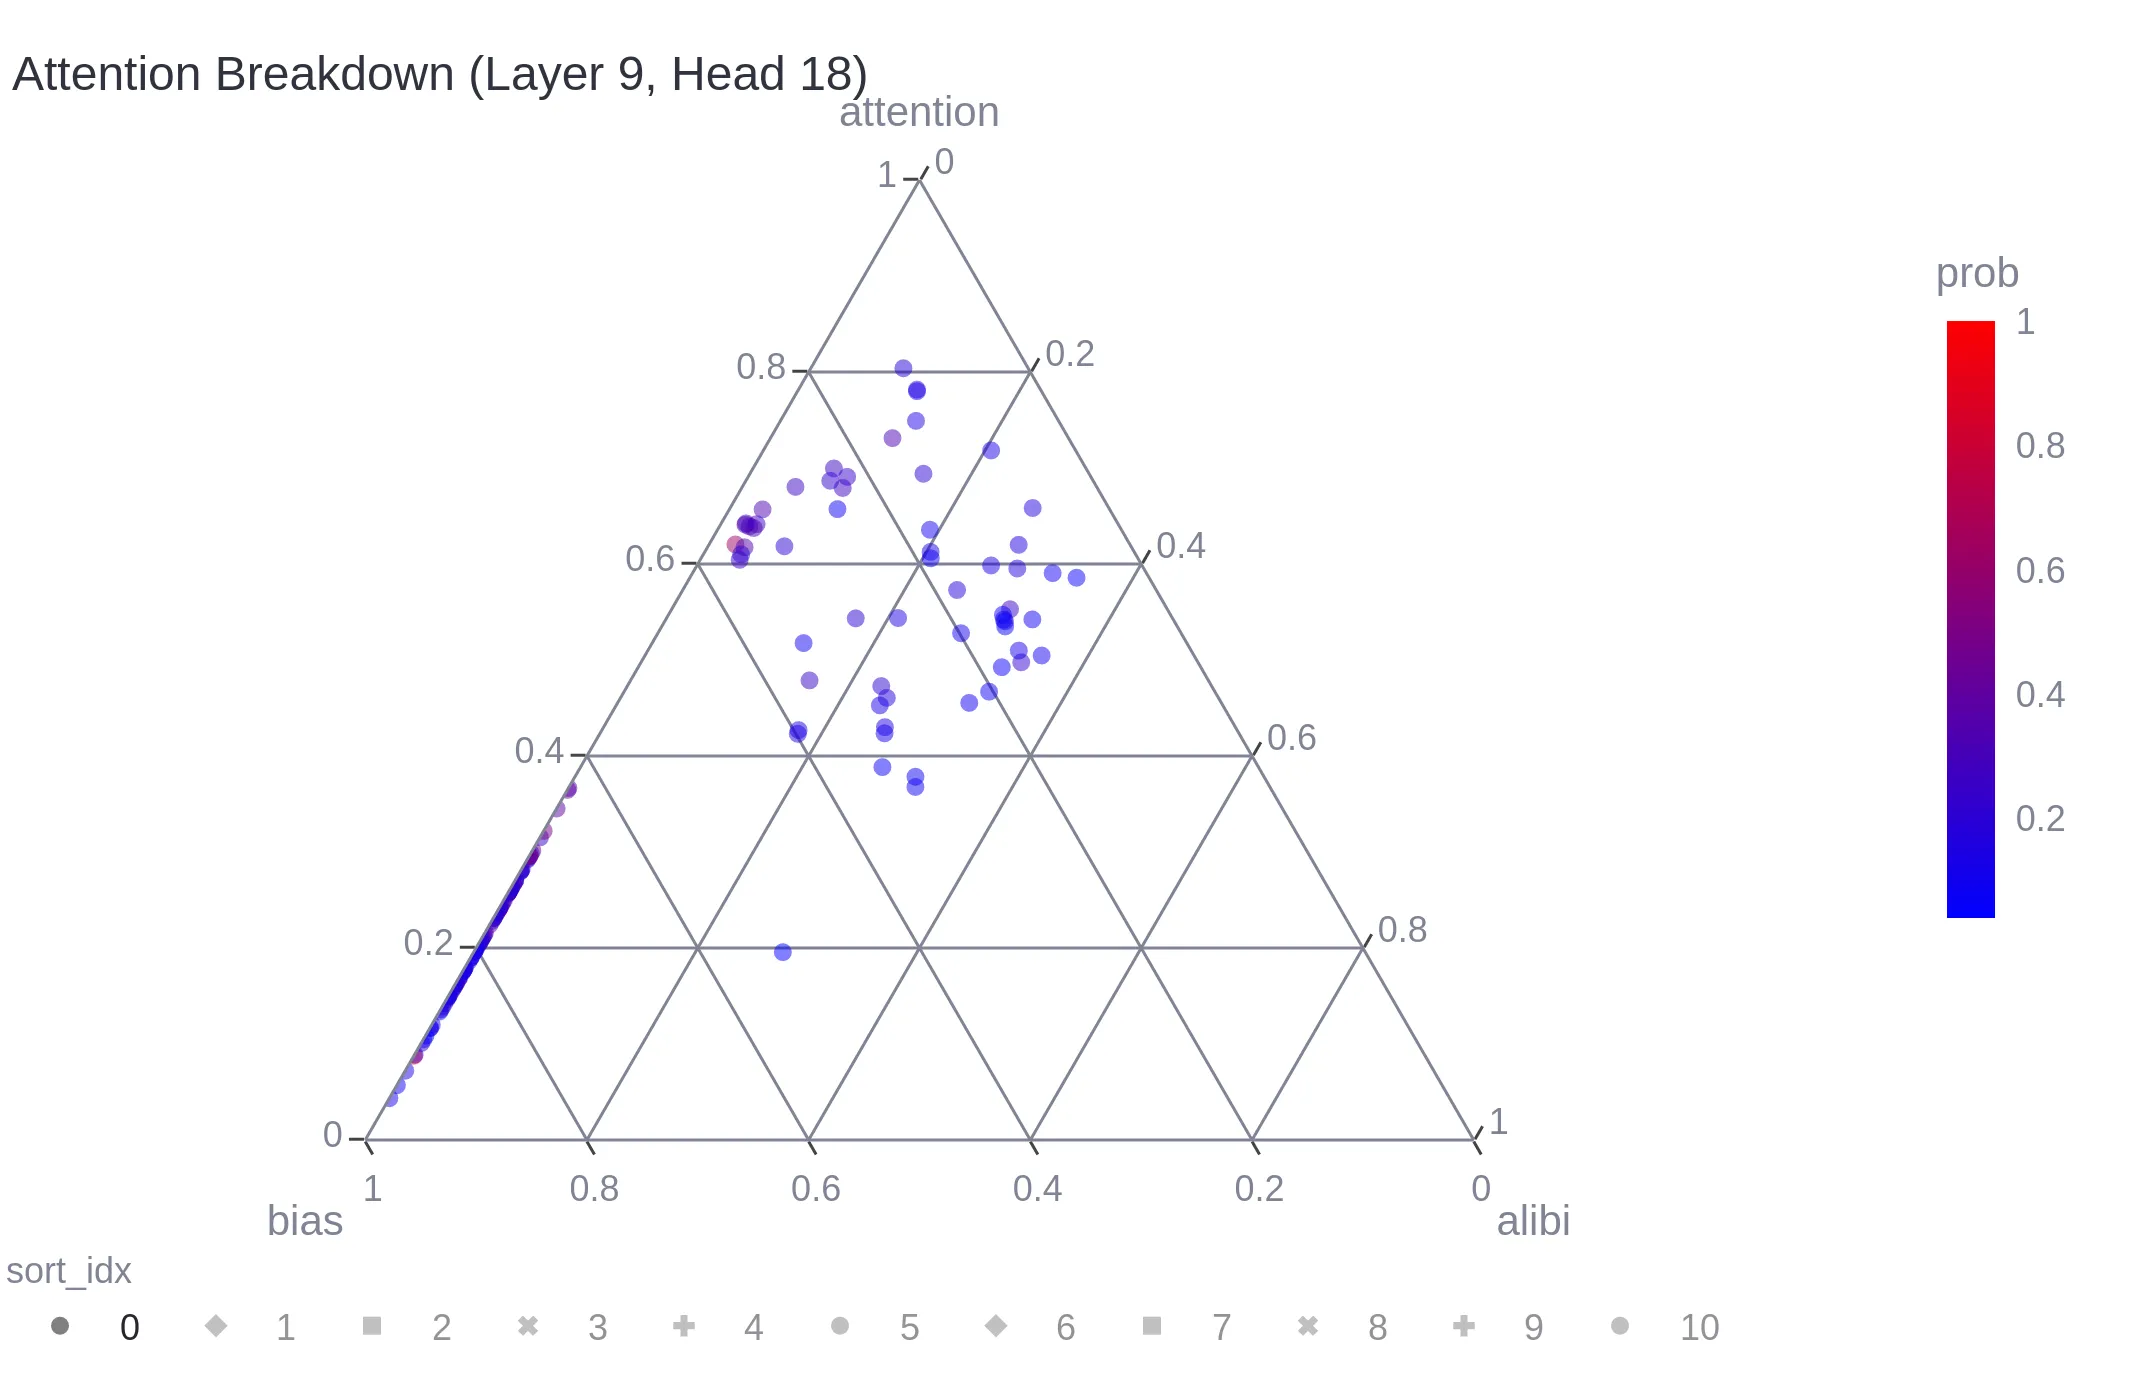 Attention Breakdown (Layer 9, Head 18)
attention
1 0
0.8 0.2
0.6 0.4
0.4 0.6
0.2 0.8
0 1
1 0.8 0.6 0.4 0.2 0
bias alibi
prob
1
0.8
0.6
0.4
0.2
sort_idx
0 1 2 3 4 5 6 7 8 9 10